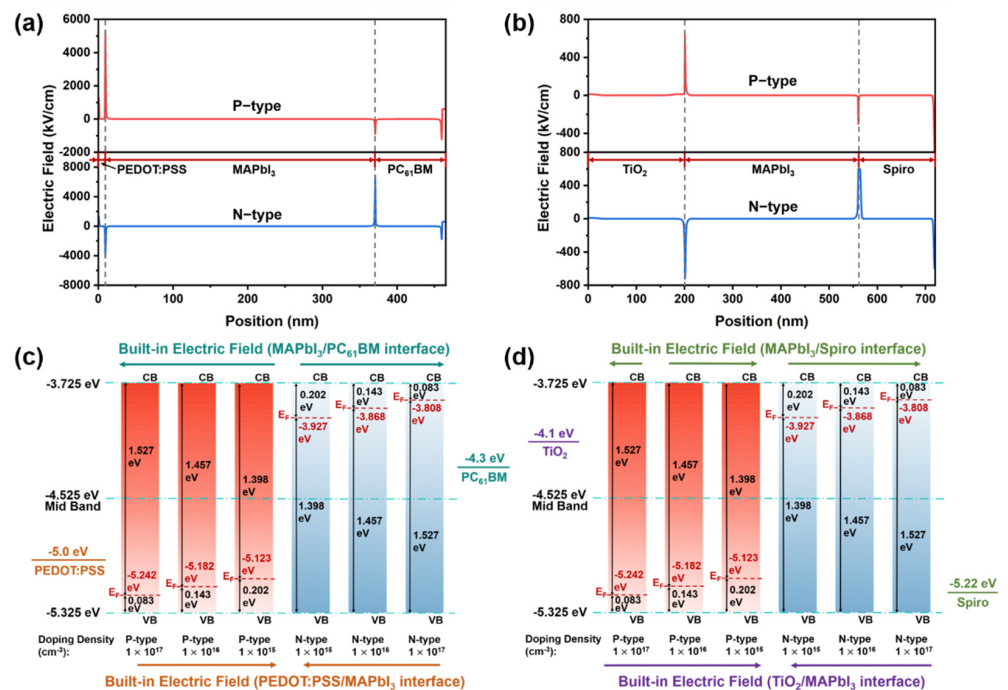 (a)
6000
4000
2000
0
-2000
8000
4000
0
-4000
8000
Electric Field (kV/cm)
P−type
PEDOT:PSS
MAPbI3
PC61BM
N−type
0
100
200
300
400
Position (nm)
(b)
800
400
0
-400
800
600
400
200
0
-200
-400
-600
-800
Electric Field (kV/cm)
P−type
TiO2
MAPbI3
Spiro
N−type
0
100
200
300
400
500
600
700
Position (nm)
(c)
Built-in Electric Field (MAPbI3/PC61BM interface)
CB CB CB CB CB CB
-3.725 eV
-4.525 eV
Mid Band
-5.0 eV
PEDOT:PSS
-5.325 eV
1.527
eV
-5.242
eV
EF
0.083
eV
1.457
eV
-5.182
eV
EF
0.143
eV
1.398
eV
-5.123
eV
EF
0.202
eV
0.202
eV
EF
-3.927
eV
1.398
eV
0.143
eV
EF
-3.868
eV
1.457
eV
0.083
eV
EF
-3.808
eV
1.527
eV
-4.3 eV
PC61BM
VB VB VB VB VB VB
Doping Density P-type P-type P-type N-type N-type N-type
(cm-3): 1 × 10^17 1 × 10^16 1 × 10^15 1 × 10^15 1 × 10^16 1 × 10^17
Built-in Electric Field (PEDOT:PSS/MAPbI3 interface)
(d)
Built-in Electric Field (MAPbI3/Spiro interface)
CB CB CB CB CB CB
-3.725 eV
-4.1 eV
TiO2
-4.525 eV
Mid Band
-5.325 eV
1.527
eV
-5.242
eV
EF
0.083
eV
1.457
eV
-5.182
eV
EF
0.143
eV
1.398
eV
-5.123
eV
EF
0.202
eV
0.202
eV
EF
-3.927
eV
1.398
eV
0.143
eV
EF
-3.868
eV
1.457
eV
0.083
eV
EF
-3.808
eV
1.527
eV
-5.22 eV
Spiro
VB VB VB VB VB VB
Doping Density P-type P-type P-type N-type N-type N-type
(cm-3): 1 × 10^17 1 × 10^16 1 × 10^15 1 × 10^15 1 × 10^16 1 × 10^17
Built-in Electric Field (TiO2/MAPbI3 interface)